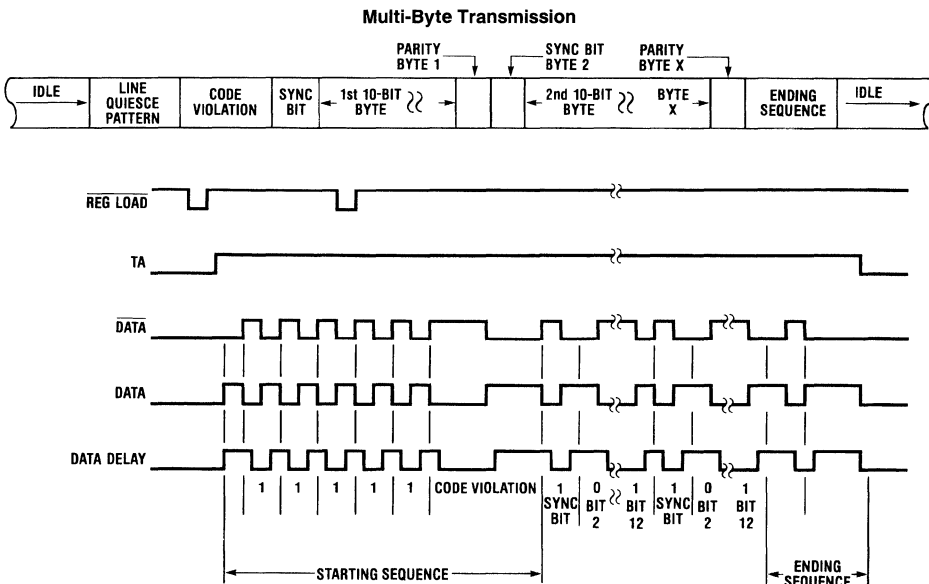 Multi-Byte Transmission
PARITY
BYTE 1
SYNC BIT
BYTE 2
PARITY
BYTE X
IDLE
LINE
QUIESCE
PATTERN
CODE
VIOLATION
SYNC
BIT
1st 10-BIT
BYTE
2nd 10-BIT
BYTE
BYTE
X
ENDING
SEQUENCE
IDLE
REG LOAD
TA
DATA
DATA
DATA DELAY
1 1 1 1 1 CODE VIOLATION 1 0 1 1 0 1
SYNC BIT BIT SYNC BIT BIT
BIT 2 12 BIT 2 12
STARTING SEQUENCE
ENDING
SEQUENCE